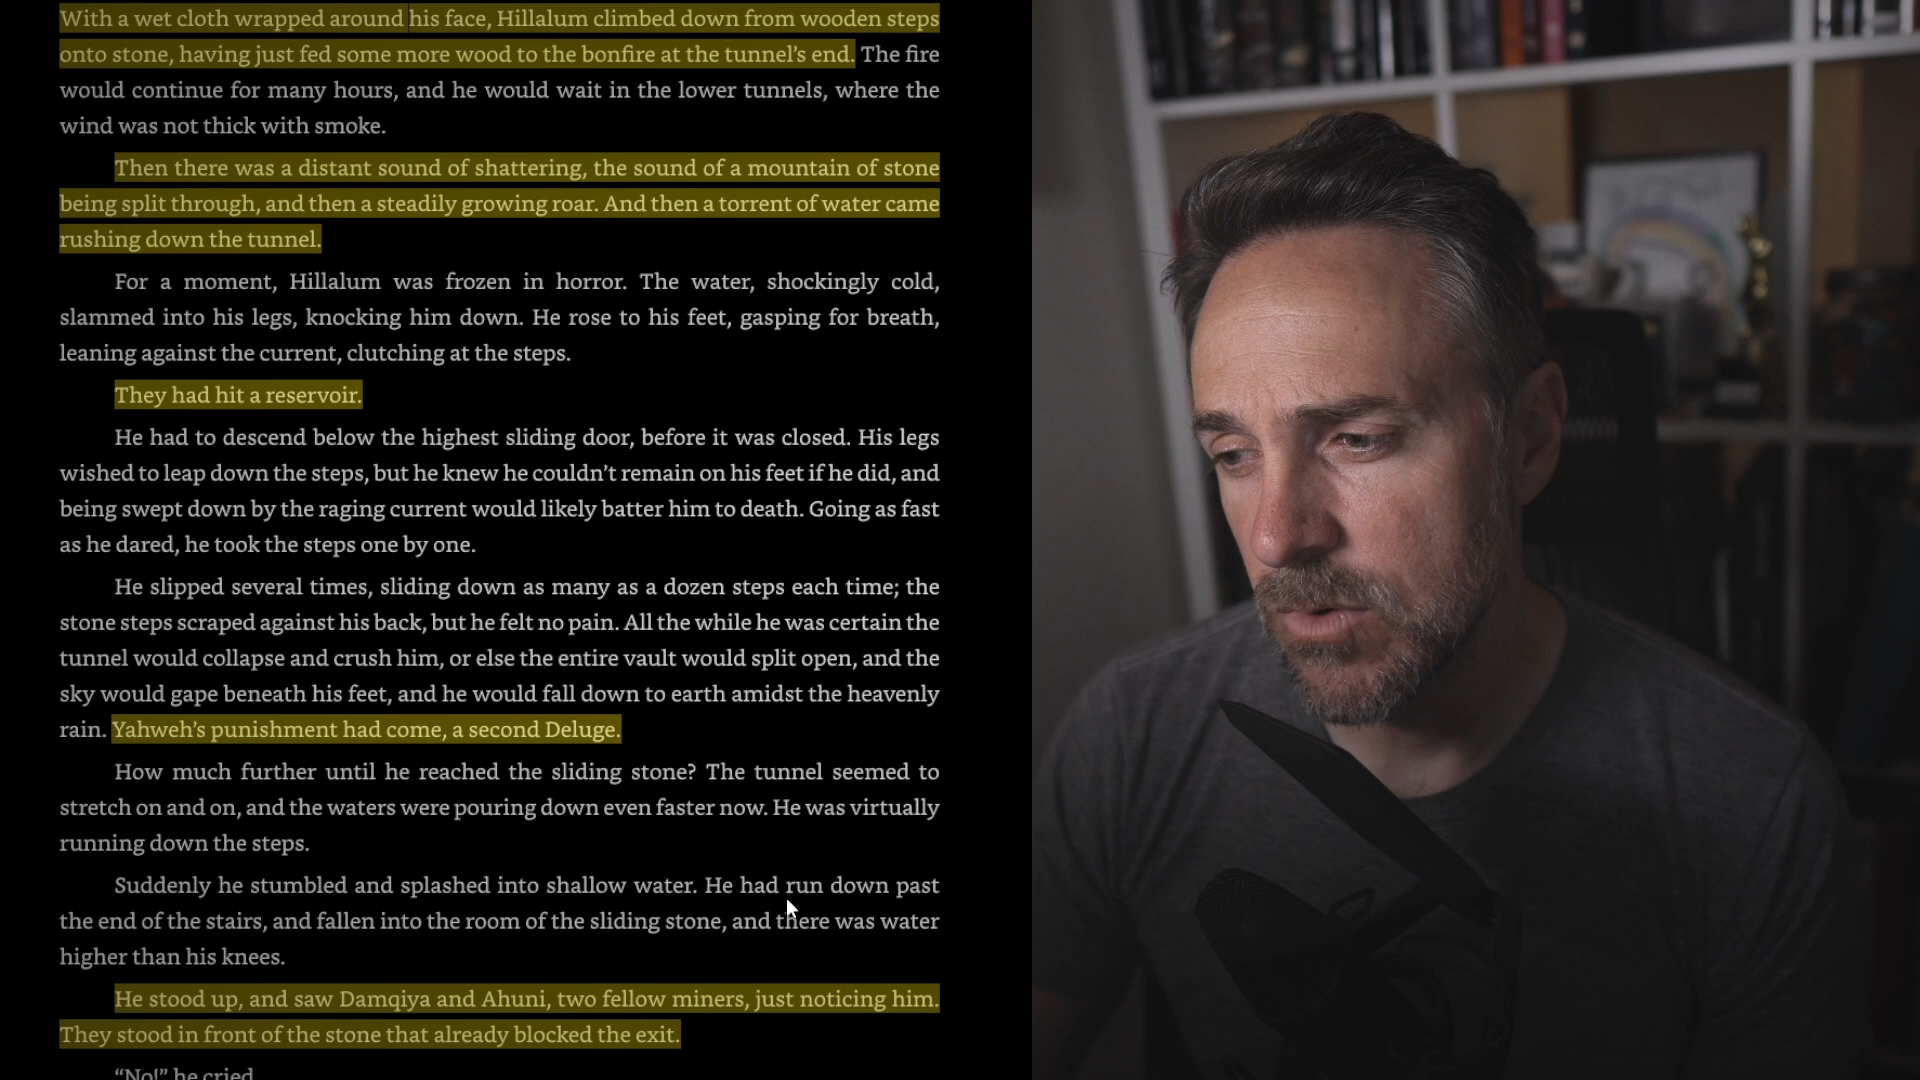 With a wet cloth wrapped around his face, Hillalum climbed down from wooden steps
onto stone, having just fed some more wood to the bonfire at the tunnel’s end. The fire
would continue for many hours, and he would wait in the lower tunnels, where the
wind was not thick with smoke.
Then there was a distant sound of shattering, the sound of a mountain of stone
being split through, and then a steadily growing roar. And then a torrent of water came
rushing down the tunnel.
For a moment, Hillalum was frozen in horror. The water, shockingly cold,
slammed into his legs, knocking him down. He rose to his feet, gasping for breath,
leaning against the current, clutching at the steps.
They had hit a reservoir.
He had to descend below the highest sliding door, before it was closed. His legs
wished to leap down the steps, but he knew he couldn’t remain on his feet if he did, and
being swept down by the raging current would likely batter him to death. Going as fast
as he dared, he took the steps one by one.
He slipped several times, sliding down as many as a dozen steps each time; the
stone steps scraped against his back, but he felt no pain. All the while he was certain the
tunnel would collapse and crush him, or else the entire vault would split open, and the
sky would gape beneath his feet, and he would fall down to earth amidst the heavenly
rain. Yahweh’s punishment had come, a second Deluge.
How much further until he reached the sliding stone? The tunnel seemed to
stretch on and on, and the waters were pouring down even faster now. He was virtually
running down the steps.
Suddenly he stumbled and splashed into shallow water. He had run down past
the end of the stairs, and fallen into the room of the sliding stone, and there was water
higher than his knees.
He stood up, and saw Damqiya and Ahuni, two fellow miners, just noticing him.
They stood in front of the stone that already blocked the exit.
“No!” he cried.